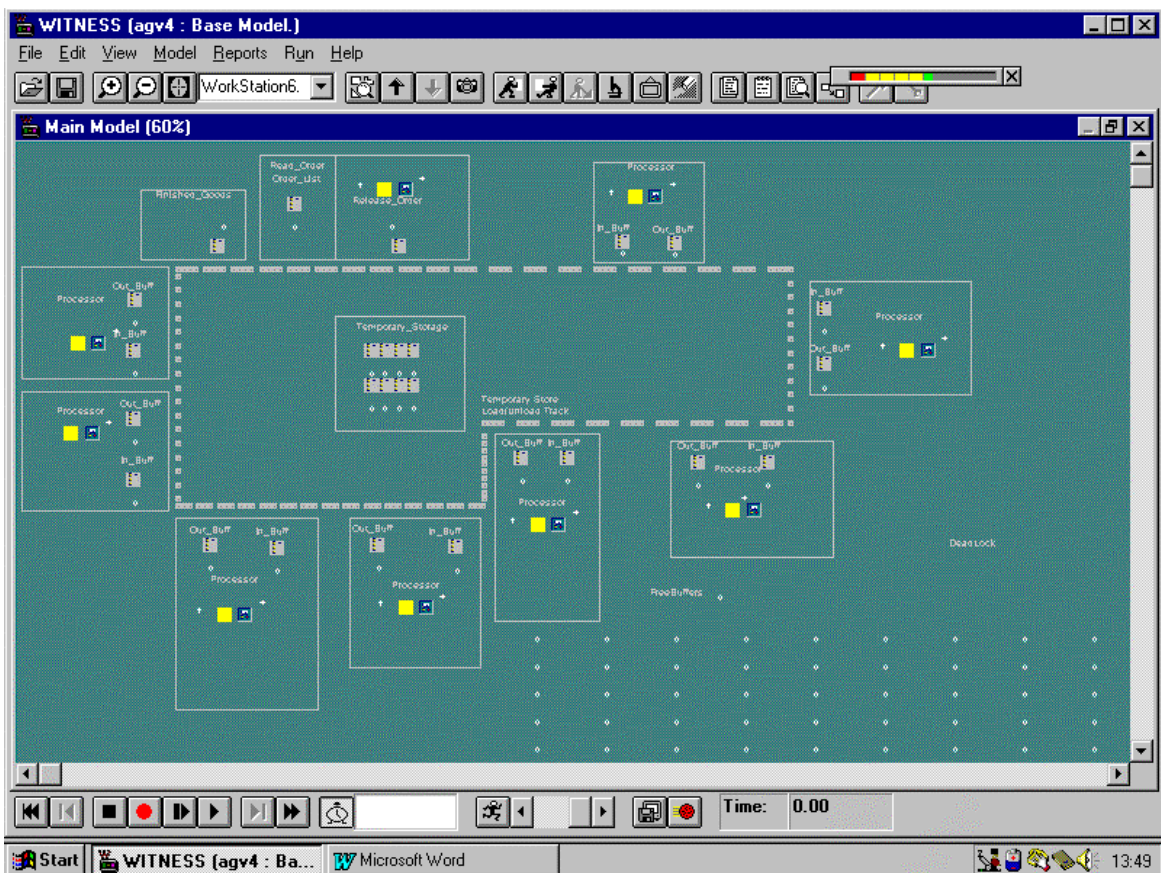 WITNESS (agv4 : Base Model.)
File Edit View Model Reports Run Help
WorkStation6.
Main Model (60%)
Read_Order
Order_List
Release_Order
Finished_Goods
Processor
In_Buff Out_Buff
Out_Buff
Processor
In_Buff
In_Buff
Processor
Out_Buff
Temporary_Storage
Processor
Out_Buff
In_Buff
Temporary Store
Load/unload Track
Out_Buff In_Buff
Processor
Out_Buff In_Buff
Processor
Out_Buff In_Buff
Processor
Out_Buff In_Buff
Processor
Dead Lock
FreeBuffers
Time: 0.00
Start
WITNESS (agv4 : Ba...
W Microsoft Word
13:49